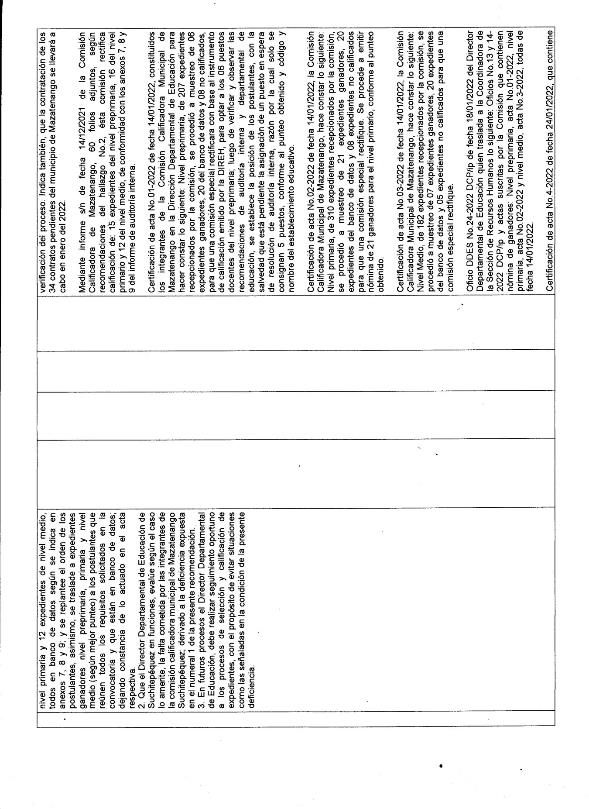 nivel primaria y 12 expedientes de nivel medio,
todos en banco de datos según se indica en
anexos 7, 8 y 9; y se replantee el orden de los
postulantes, asimismo, se traslade a expedientes
ganadores nivel preprimaria, primaria y nivel
medio (según mejor punteo) a los postulantes que
reúnen todos los requisitos solicitados en la
convocatoria y que están en banco de datos;
dejando constancia de lo actuado en el acta
respectiva.
2. Que el Director Departamental de Educación de
Suchitepéquez en funciones, evalúe según el caso
lo amerite, la falta cometida por las integrantes de
la comisión calificadora municipal de Mazatenango
Suchitepéquez, derivado a la deficiencia expuesta
en el numeral 1 de la presente recomendación.
3. En futuros procesos el Director Departamental
de Educación, debe realizar seguimiento oportuno
a los procesos de selección y calificación de
expedientes, con el propósito de evitar situaciones
como las señaladas en la condición de la presente
deficiencia.
verificación del proceso. Indica también, que la contratación de los
34 contratos pendientes del municipio de Mazatenango se llevará a
cabo en enero del 2022.
Mediante Informe s/n de fecha 14/12/2021 de la Comisión
Calificadora de Mazatenango, 60 folios adjuntos, según
recomendación del hallazgo No.2, ésta comisión rectifica
calificación de 15 expedientes del nivel preprimaria, 16 del nivel
primario y 12 del nivel medio, de conformidad con los anexos 7, 8 y
9 del informe de auditoría interna.
Certificación de acta No.01-2022 de fecha 14/01/2022, constituidos
los integrantes de la Comisión Calificadora Municipal de
Mazatenango en la Dirección Departamental de Educación para
hacer constar lo siguiente: Nivel preprimaria, de 207 expedientes
recepcionados por la comisión, se procedió a muestreo de 06
expedientes ganadores, 20 del banco de datos y 08 no calificados,
para que una comisión especial rectificara con base al instrumento
de calificación emitido por la DIREH, para optar a los 05 puestos
docentes del nivel preprimaria; luego de verificar y observar las
recomendaciones de auditoría interna y departamental de
educación, se establece la posición de los postulantes, con la
salvedad que está pendiente la asignación de un puesto en espera
de resolución de auditoría interna, razón por la cual solo se
consignan 5 puestos, conforme al punteo obtenido y código y
nombre del establecimiento educativo.
Certificación de acta No.02-2022 de fecha 14/01/2022, la Comisión
Calificadora Municipal de Mazatenango, hace constar lo siguiente:
Nivel primaria, de 310 expedientes recepcionados por la comisión,
se procedió a muestreo de 21 expedientes ganadores, 20
expedientes del banco de datos y 08 expedientes no calificados
para que una comisión especial rectifique. Se procede a emitir
nómina de 21 ganadores para el nivel primario, conforme al punteo
obtenido.
Certificación de acta No.03-2022 de fecha 14/01/2022, la Comisión
Calificadora Municipal de Mazatenango, hace constar lo siguiente:
Nivel Medio, de 182 expedientes recepcionados por la comisión, se
procedió a muestreo de 07 expedientes ganadores, 20 expedientes
del banco de datos y 05 expedientes no calificados para que una
comisión especial rectifique.
Oficio DDES No.24-2022 DCP/ip de fecha 18/01/2022 del Director
Departamental de Educación quien traslada a la Coordinadora de
la Sección de Recursos Humanos lo siguiente: Oficios No.13 y 14-
2022 DCP/ip y actas suscritas por la Comisión que contienen
nómina de ganadores: Nivel preprimaria, acta No.01-2022, nivel
primaria, acta No.02-2022 y nivel medio, acta No.3-2022, todas de
fecha 14/01/2022.
Certificación de acta No.4-2022 de fecha 24/01/2022, que contiene